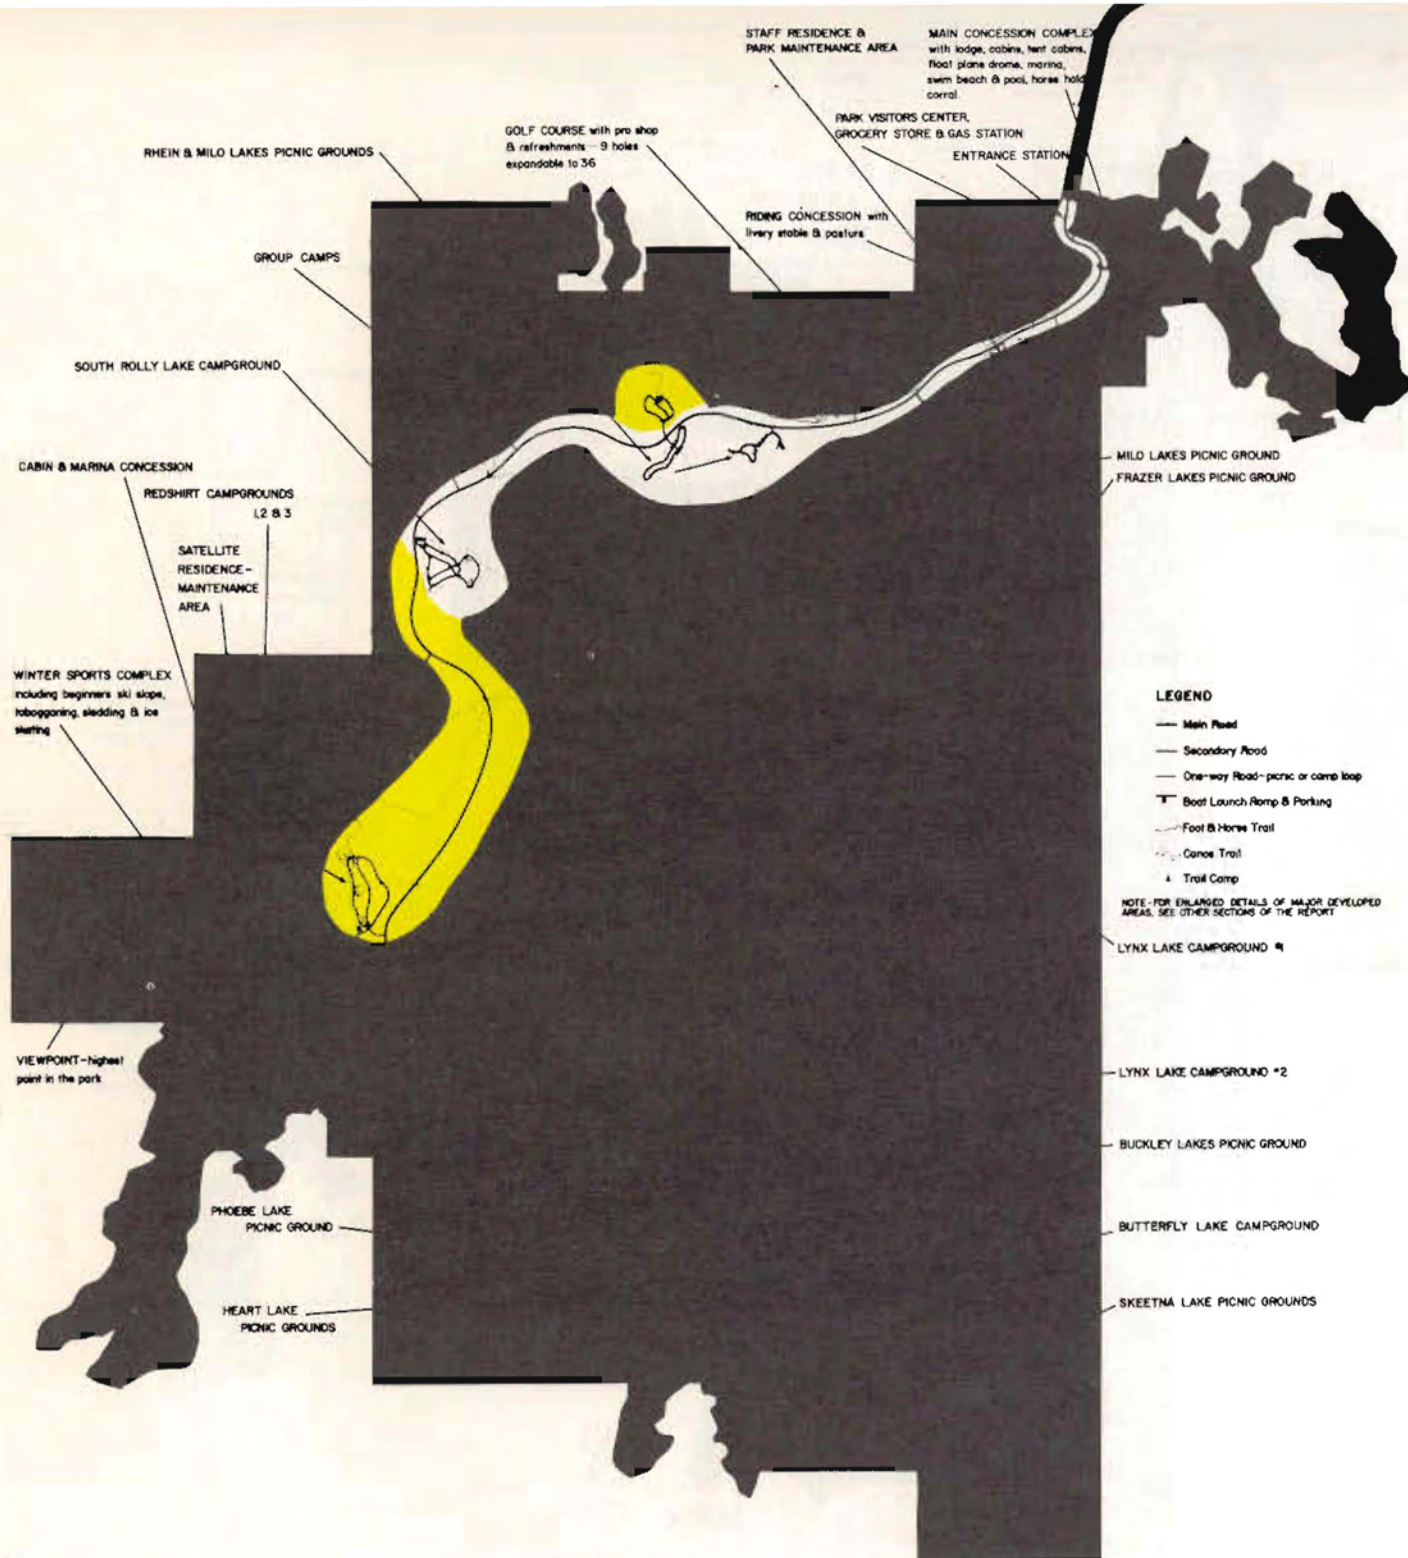 STAFF RESIDENCE &
PARK MAINTENANCE AREA
MAIN CONCESSION COMPLEX
with lodge, cabins, tent cabins,
float plane drome, marina,
swim beach & pool, horse hold
corral
PARK VISITORS CENTER,
GROCERY STORE & GAS STATION
ENTRANCE STATION
GOLF COURSE with pro shop
& refreshments - 9 holes
expandable to 36
RHEIN & MILO LAKES PICNIC GROUNDS
RIDING CONCESSION with
livery stable & pasture
GROUP CAMPS
SOUTH ROLLY LAKE CAMPGROUND
CABIN & MARINA CONCESSION
REDSHIRT CAMPGROUNDS
1,2 & 3
SATELLITE
RESIDENCE-
MAINTENANCE
AREA
WINTER SPORTS COMPLEX
including beginners ski slope,
tobogganing, sledding & ice
skating
MILO LAKES PICNIC GROUND
FRAZER LAKES PICNIC GROUND
LEGEND
Main Road
Secondary Road
One-way Road-picnic or camp loop
Boat Launch Ramp & Parking
Foot & Horse Trail
Canoe Trail
Trail Camp
NOTE-FOR ENLARGED DETAILS OF MAJOR DEVELOPED
AREAS, SEE OTHER SECTIONS OF THE REPORT
LYNX LAKE CAMPGROUND #1
VIEWPOINT-highest
point in the park
LYNX LAKE CAMPGROUND #2
BUCKLEY LAKES PICNIC GROUND
PHOEBE LAKE
PICNIC GROUND
BUTTERFLY LAKE CAMPGROUND
HEART LAKE
PICNIC GROUNDS
SKEETNA LAKE PICNIC GROUNDS